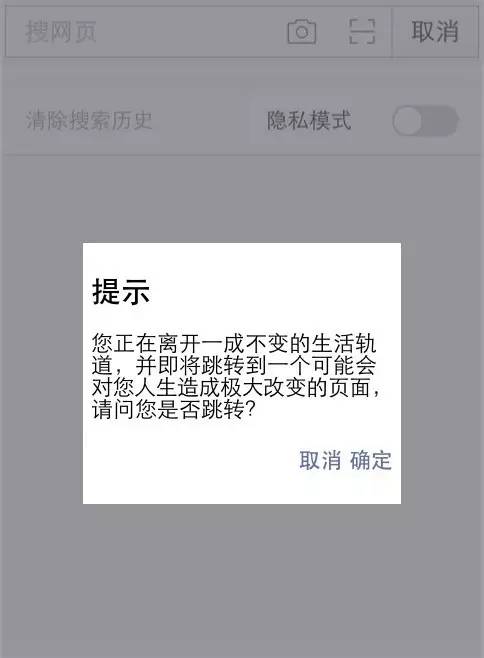 搜网页 取消
清除搜索历史 隐私模式
提示
您正在离开一成不变的生活轨
道，并即将跳转到一个可能会
对您人生造成极大改变的页面，
请问您是否跳转？
取消 确定